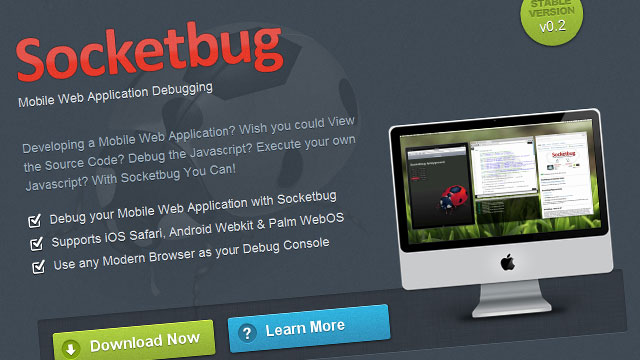 STABLE
VERSION
v0.2
Socketbug
Mobile Web Application Debugging
Developing a Mobile Web Application? Wish you could View
the Source Code? Debug the Javascript? Execute your own
Javascript? With Socketbug You Can!
Debug your Mobile Web Application with Socketbug
Supports iOS Safari, Android Webkit & Palm WebOS
Use any Modern Browser as your Debug Console
Download Now
? Learn More